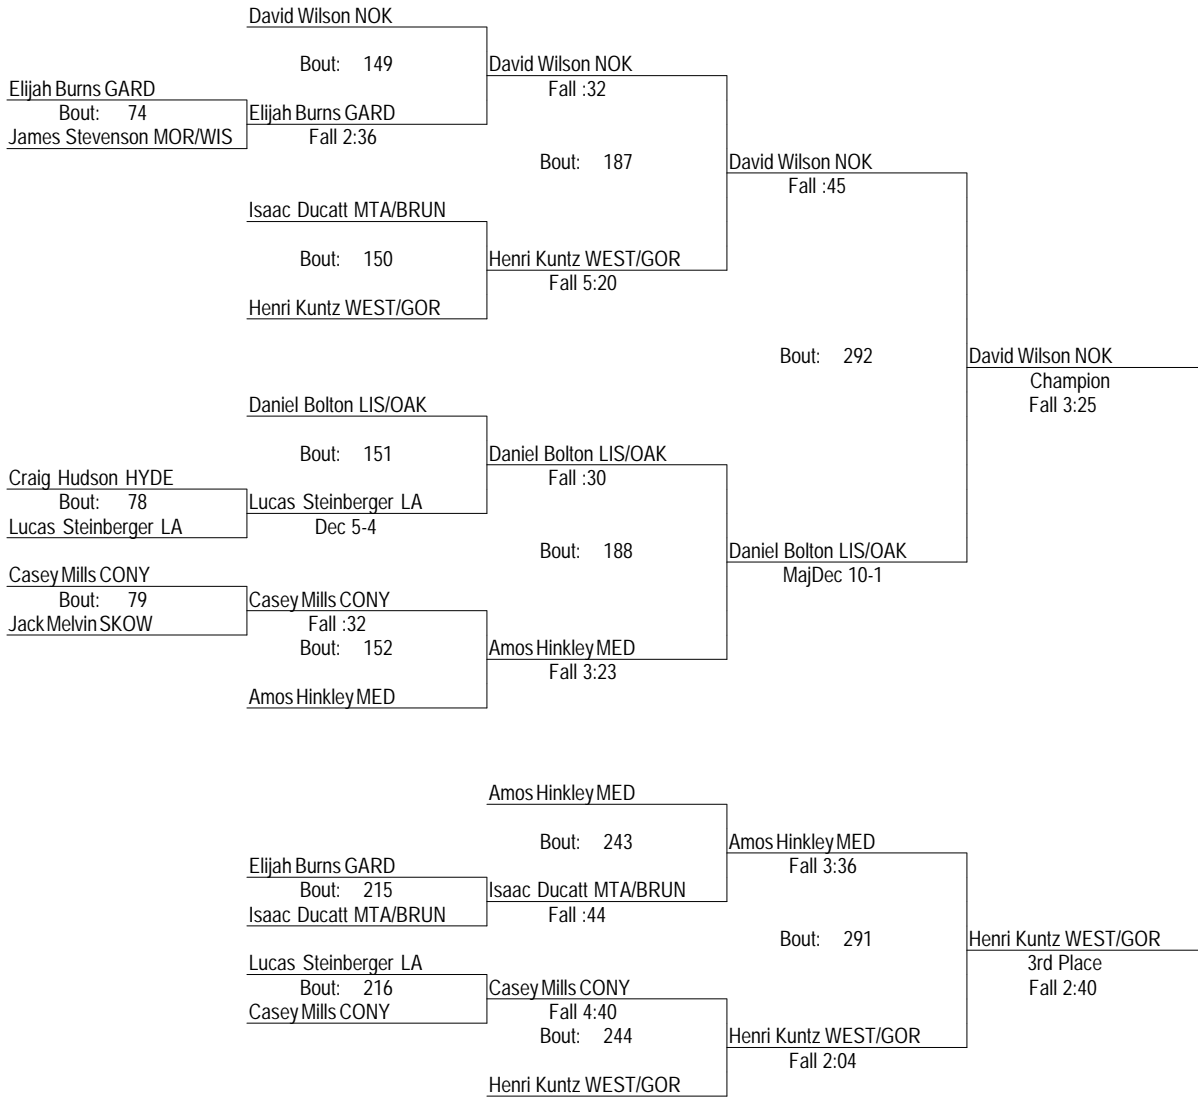 David Wilson NOK
Bout: 149
David Wilson NOK
Elijah Burns GARD
Fall :32
Bout: 74
Elijah Burns GARD
James Stevenson MOR/WIS
Fall 2:36
Bout: 187
David Wilson NOK
Fall :45
Isaac Ducatt MTA/BRUN
Bout: 150
Henri Kuntz WEST/GOR
Fall 5:20
Henri Kuntz WEST/GOR
Bout: 292
David Wilson NOK
Champion
Fall 3:25
Daniel Bolton LIS/OAK
Bout: 151
Daniel Bolton LIS/OAK
Craig Hudson HYDE
Fall :30
Bout: 78
Lucas Steinberger LA
Lucas Steinberger LA
Dec 5-4
Bout: 188
Daniel Bolton LIS/OAK
MajDec 10-1
Casey Mills CONY
Bout: 79
Casey Mills CONY
Jack Melvin SKOW
Fall :32
Bout: 152
Amos Hinkley MED
Fall 3:23
Amos Hinkley MED
Amos Hinkley MED
Bout: 243
Amos Hinkley MED
Fall 3:36
Elijah Burns GARD
Bout: 215
Isaac Ducatt MTA/BRUN
Isaac Ducatt MTA/BRUN
Fall :44
Bout: 291
Henri Kuntz WEST/GOR
3rd Place
Fall 2:40
Lucas Steinberger LA
Bout: 216
Casey Mills CONY
Casey Mills CONY
Fall 4:40
Bout: 244
Henri Kuntz WEST/GOR
Fall 2:04
Henri Kuntz WEST/GOR